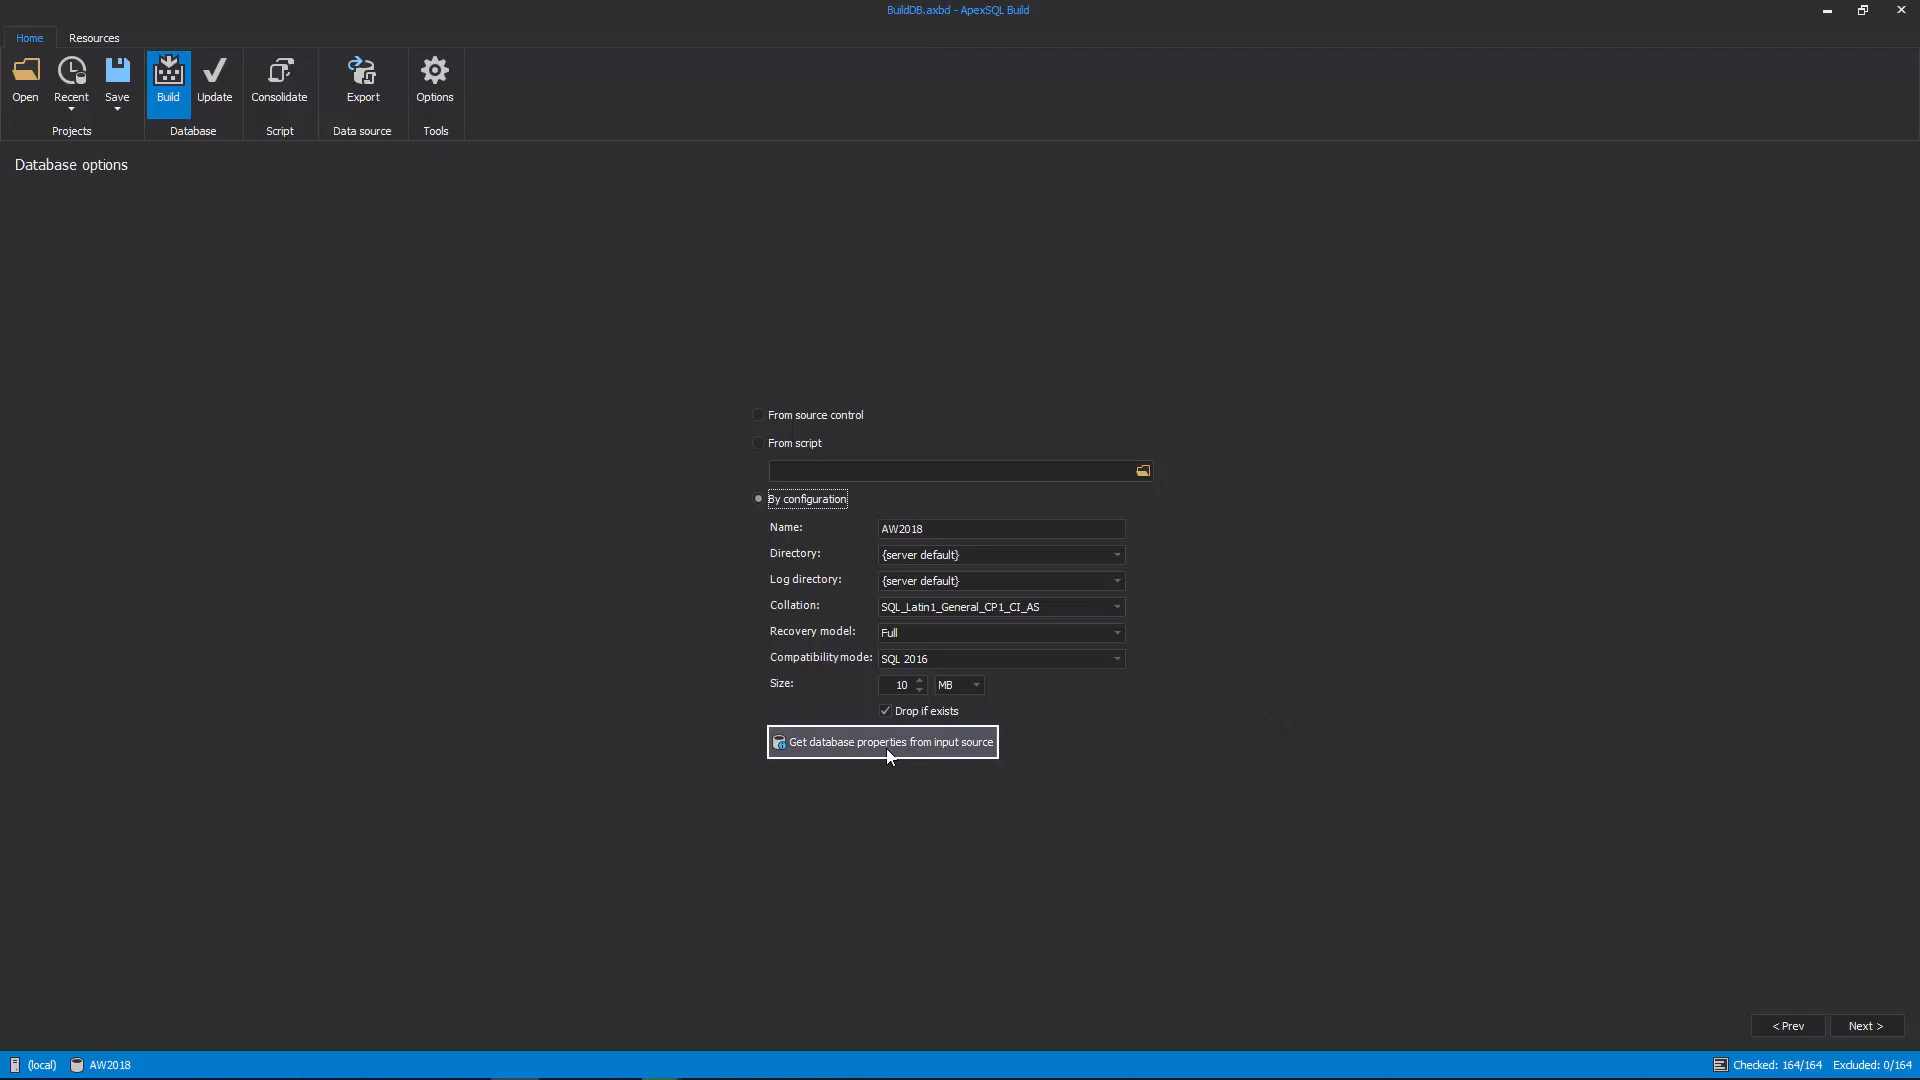 BuildDB.axbd - ApexSQL Build
Home Resources
Open Recent Save Build Update Consolidate Export Options
Projects Database Script Data source Tools
Database options
From source control
From script
By configuration
Name: AW2018
Directory: {server default}
Log directory: {server default}
Collation: SQL_Latin1_General_CP1_CI_AS
Recovery model: Full
Compatibility mode: SQL 2016
Size: 10 MB
Drop if exists
Get database properties from input source
< Prev Next >
(local) AW2018 Checked: 164/164 Excluded: 0/164